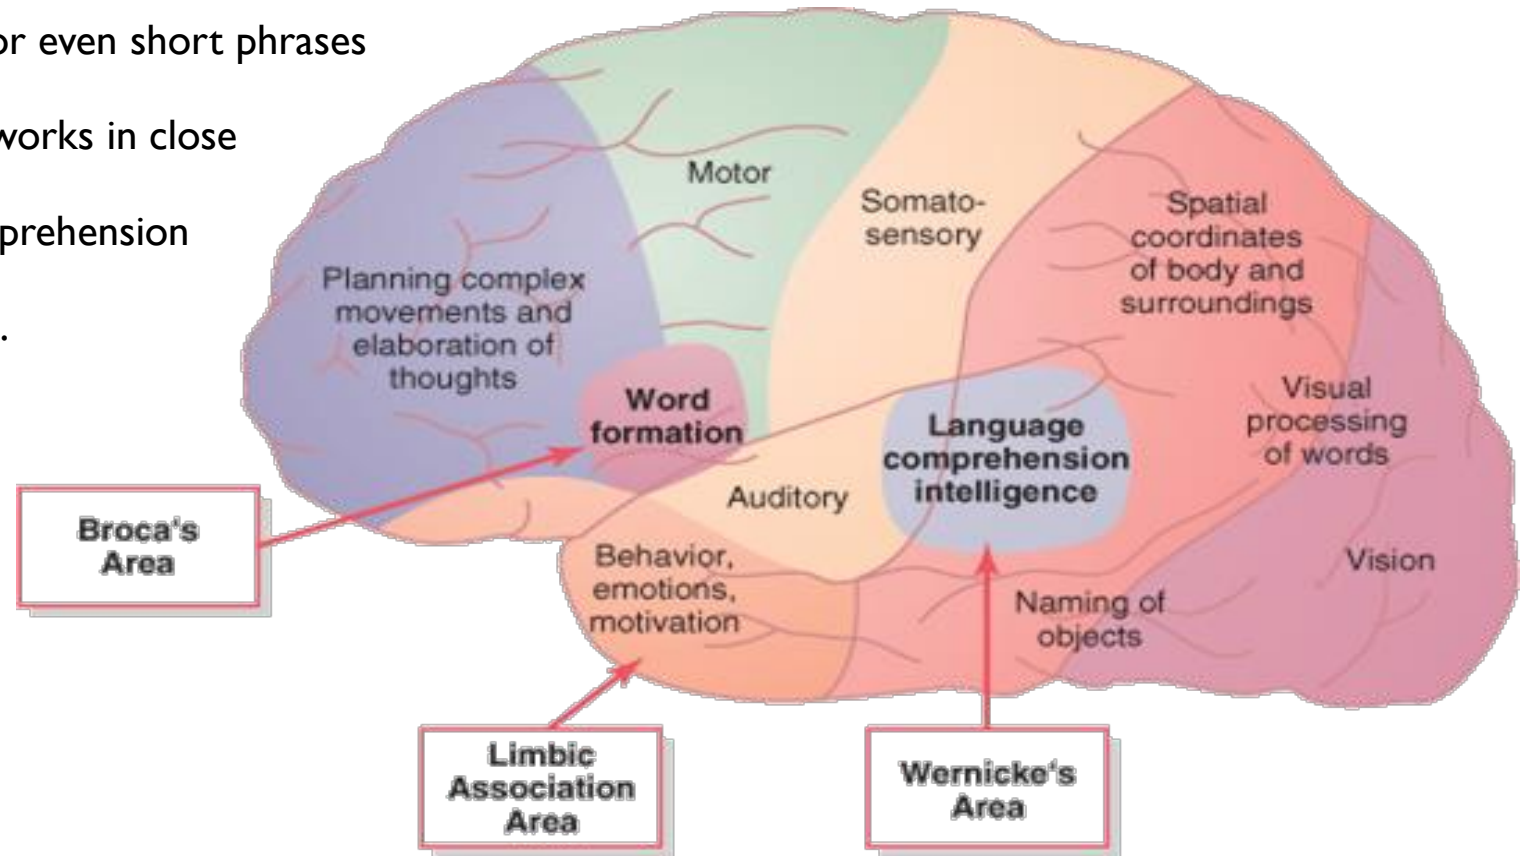 or even short phrases
works in close
prehension
.
Motor
Somato-
sensory
Spatial
coordinates
of body and
surroundings
Planning complex
movements and
elaboration of
thoughts
Word
formation
Language
comprehension
intelligence
Visual
processing
of words
Auditory
Broca's
Area
Behavior,
emotions,
motivation
Vision
Naming of
objects
Limbic
Association
Area
Wernicke's
Area